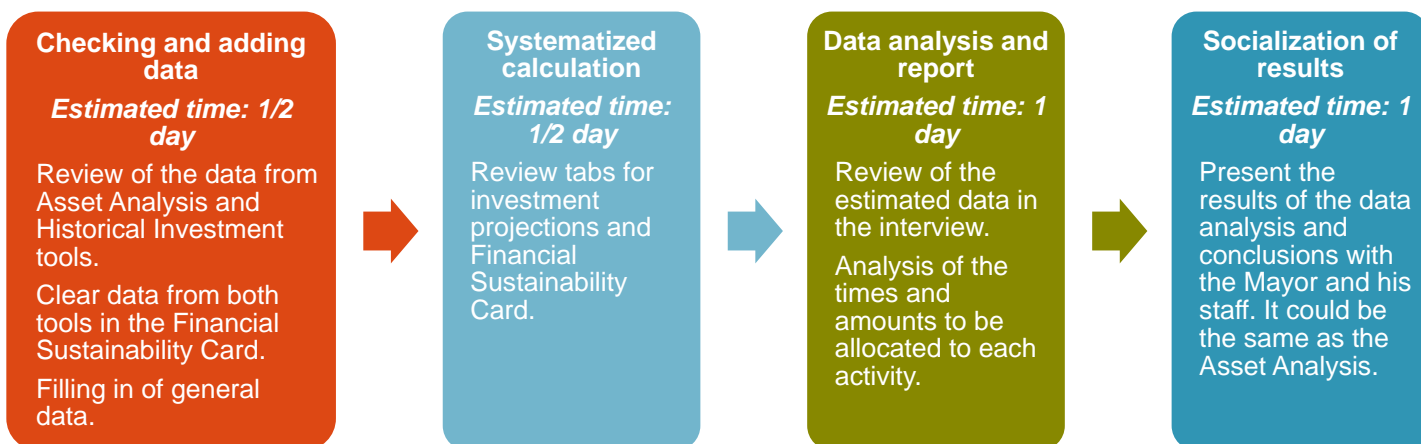 Checking and adding
data
Estimated time: 1/2
day
Review of the data from
Asset Analysis and
Historical Investment
tools.
Clear data from both
tools in the Financial
Sustainability Card.
Filling in of general
data.
Systematized
calculation
Estimated time:
1/2 day
Review tabs for
investment
projections and
Financial
Sustainability
Card.
Data analysis and
report
Estimated time: 1
day
Review of the
estimated data in
the interview.
Analysis of the
times and
amounts to be
allocated to each
activity.
Socialization of
results
Estimated time: 1
day
Present the
results of the data
analysis and
conclusions with
the Mayor and his
staff. It could be
the same as the
Asset Analysis.